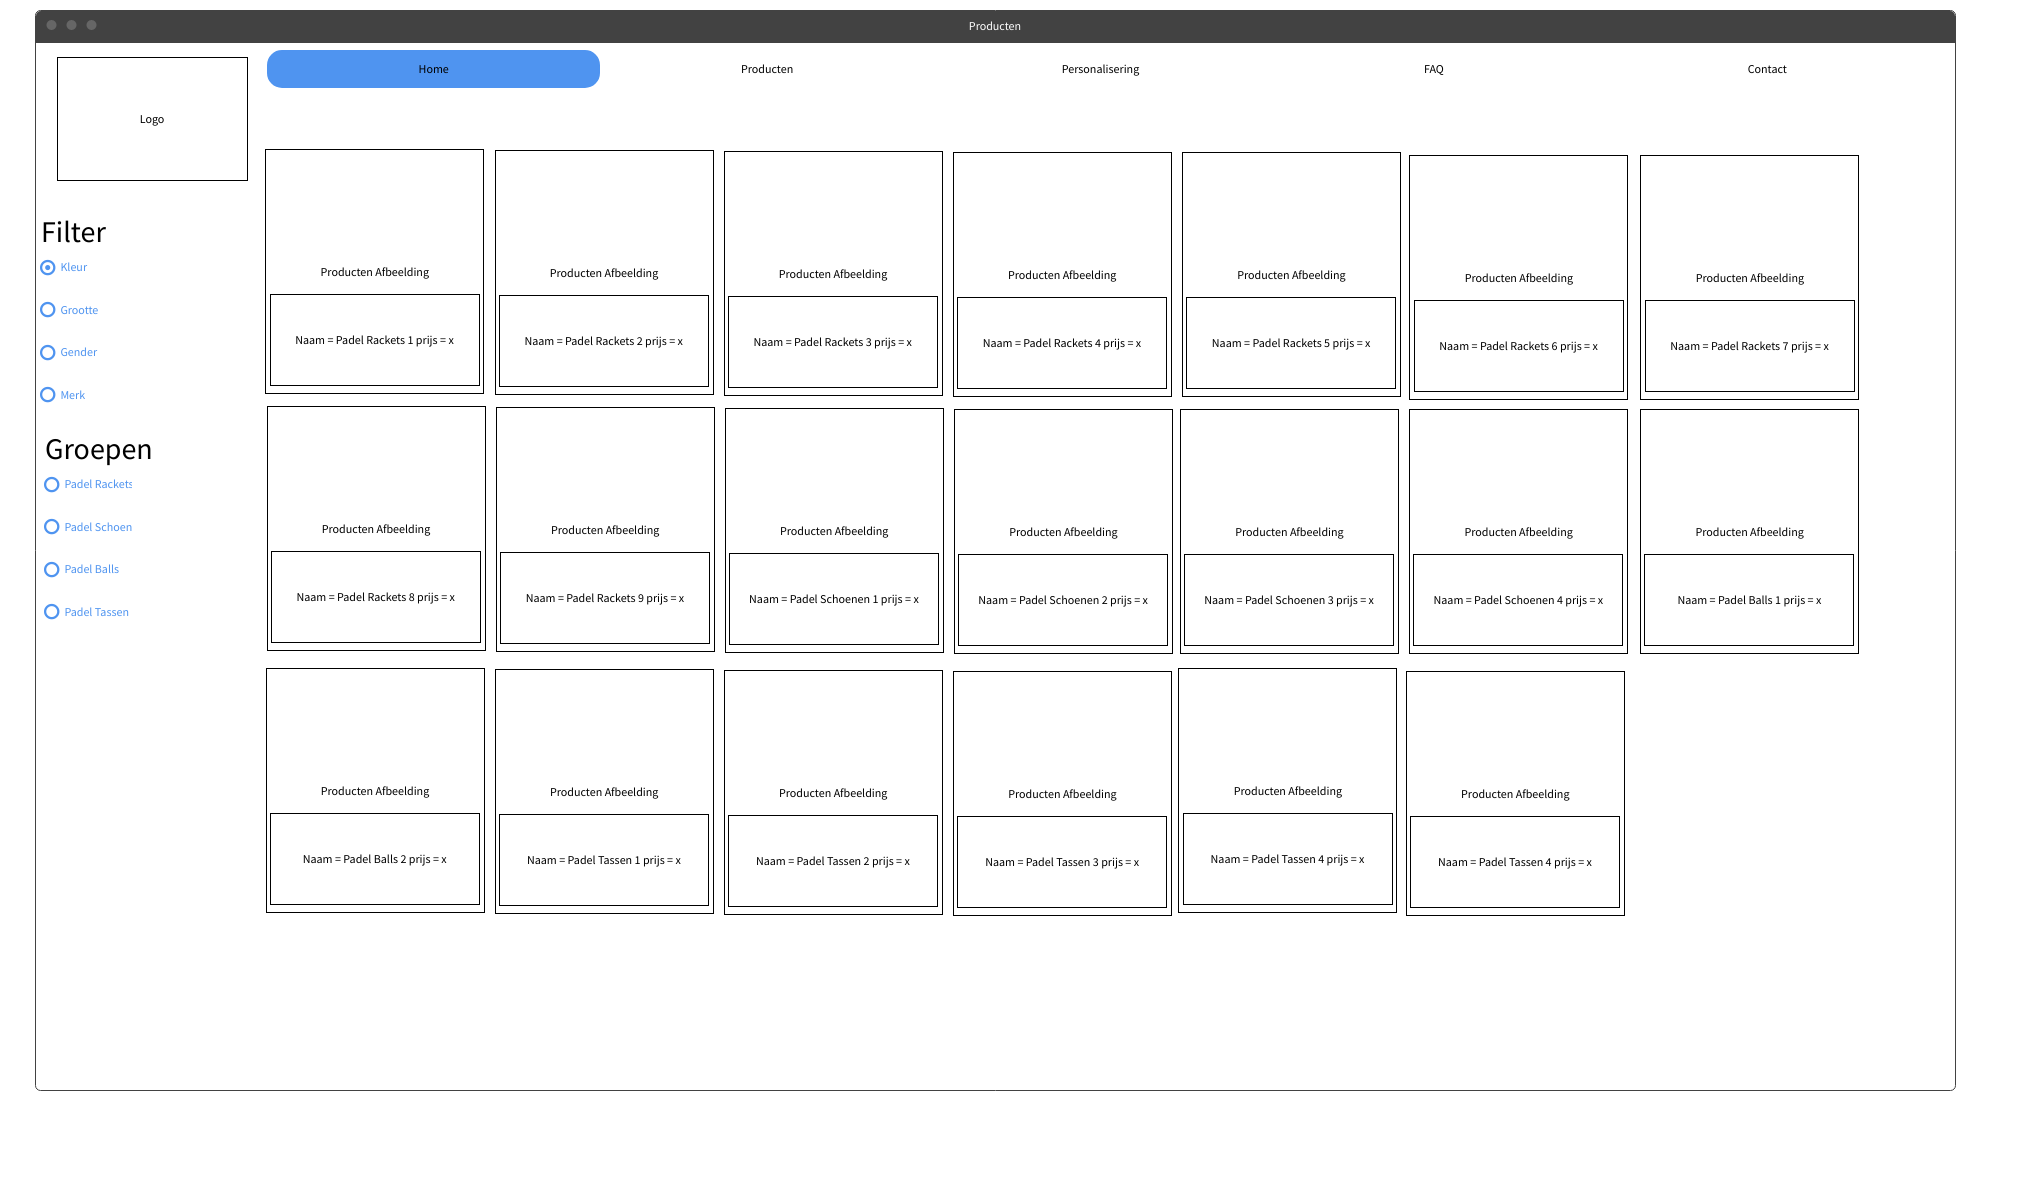 Producten
Home
Producten
Personalisering
FAQ
Contact
Logo
Filter
Kleur
Grootte
Gender
Merk
Groepen
Padel Rackets
Padel Schoen
Padel Balls
Padel Tassen
Producten Afbeelding
Naam = Padel Rackets 1 prijs = x
Producten Afbeelding
Naam = Padel Rackets 2 prijs = x
Producten Afbeelding
Naam = Padel Rackets 3 prijs = x
Producten Afbeelding
Naam = Padel Rackets 4 prijs = x
Producten Afbeelding
Naam = Padel Rackets 5 prijs = x
Producten Afbeelding
Naam = Padel Rackets 6 prijs = x
Producten Afbeelding
Naam = Padel Rackets 7 prijs = x
Producten Afbeelding
Naam = Padel Rackets 8 prijs = x
Producten Afbeelding
Naam = Padel Rackets 9 prijs = x
Producten Afbeelding
Naam = Padel Schoenen 1 prijs = x
Producten Afbeelding
Naam = Padel Schoenen 2 prijs = x
Producten Afbeelding
Naam = Padel Schoenen 3 prijs = x
Producten Afbeelding
Naam = Padel Schoenen 4 prijs = x
Producten Afbeelding
Naam = Padel Balls 1 prijs = x
Producten Afbeelding
Naam = Padel Balls 2 prijs = x
Producten Afbeelding
Naam = Padel Tassen 1 prijs = x
Producten Afbeelding
Naam = Padel Tassen 2 prijs = x
Producten Afbeelding
Naam = Padel Tassen 3 prijs = x
Producten Afbeelding
Naam = Padel Tassen 4 prijs = x
Producten Afbeelding
Naam = Padel Tassen 4 prijs = x